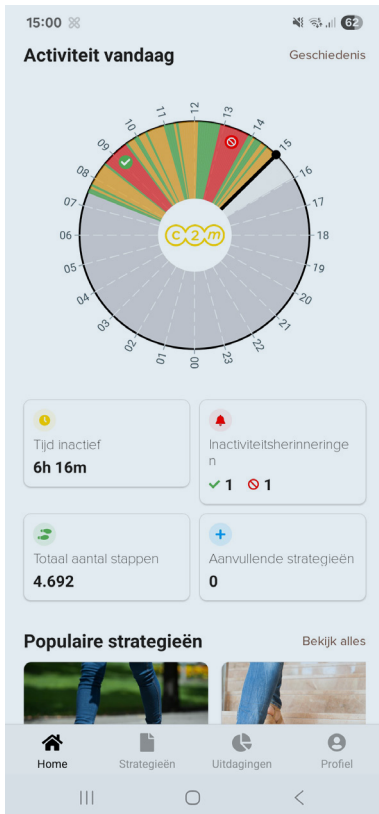 15:00
62
Activiteit vandaag
Geschiedenis
12
13
14
15
16
17
18
19
20
21
22
23
00
01
02
03
04
05
06
07
08
09
10
11
c2m
Tijd inactief
6h 16m
Inactiviteitsherinneringe
n
1
1
Totaal aantal stappen
4.692
Aanvullende strategieën
0
Populaire strategieën
Bekijk alles
Home
Strategieën
Uitdagingen
Profiel